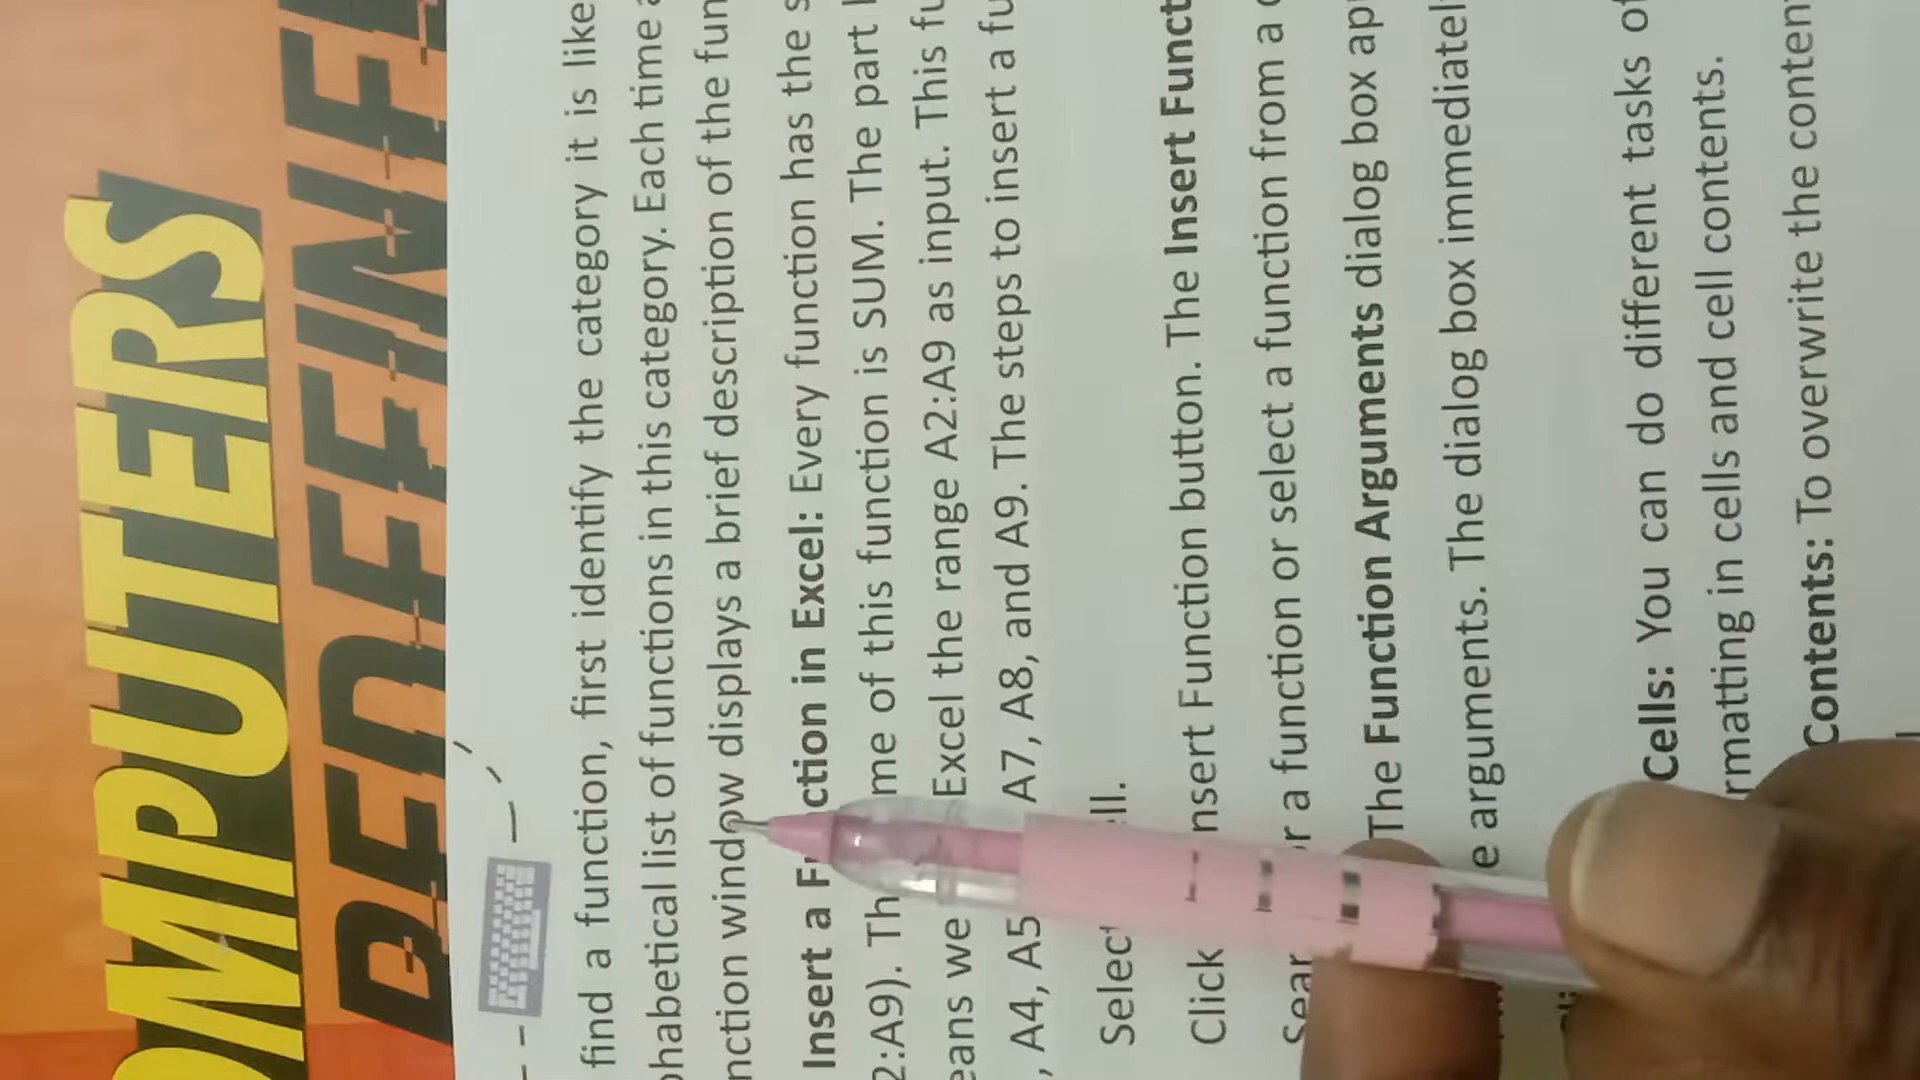 COMPUTERS
find a function, first identify the category it is like
phabetical list of functions in this category. Each time a
nction window displays a brief description of the fun
Insert a F ction in Excel: Every function has the s
2:A9). Th me of this function is SUM. The part
eans we Excel the range A2:A9 as input. This fu
, A4, A5 A7, A8, and A9. The steps to insert a fu
Select ll.
Click nsert Function button. The Insert Funct
Sear r a function or select a function from a
The Function Arguments dialog box ap
e arguments. The dialog box immediatel
Cells: You can do different tasks of
rmatting in cells and cell contents.
Contents: To overwrite the conten